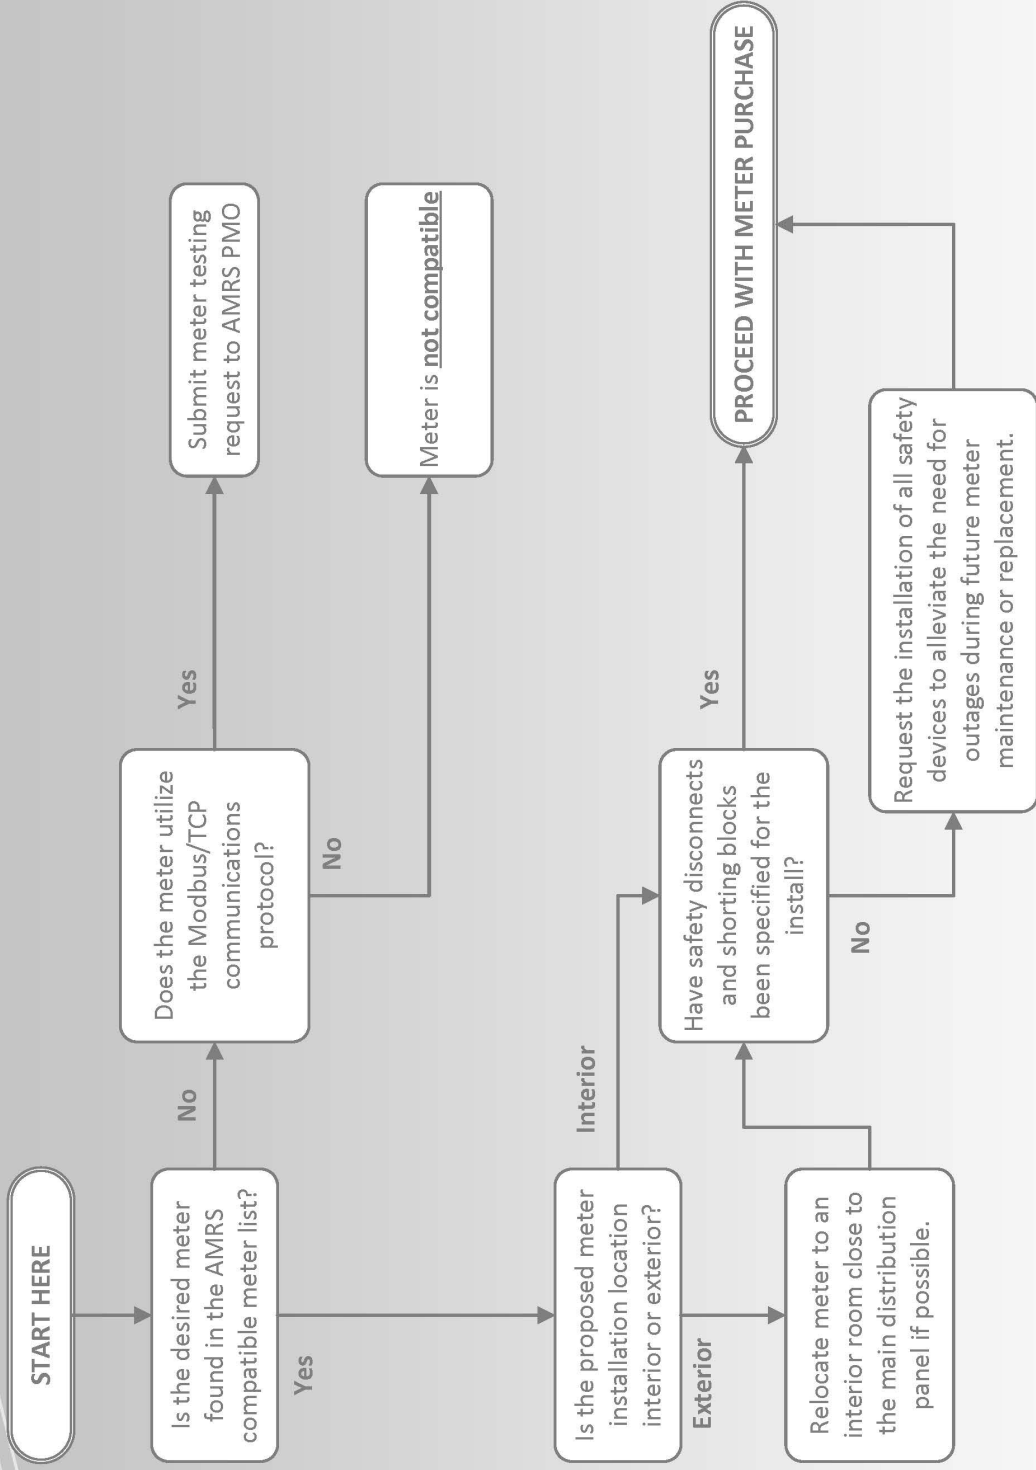 START HERE
Is the desired meter
found in the AMRS
compatible meter list?
No
Does the meter utilize
the Modbus/TCP
communications
protocol?
Yes
Submit meter testing
request to AMRS PMO
No
Meter is not compatible
Yes
Is the proposed meter
installation location
interior or exterior?
Interior
Have safety disconnects
and shorting blocks
been specified for the
install?
Yes
PROCEED WITH METER PURCHASE
Exterior
Relocate meter to an
interior room close to
the main distribution
panel if possible.
No
Request the installation of all safety
devices to alleviate the need for
outages during future meter
maintenance or replacement.